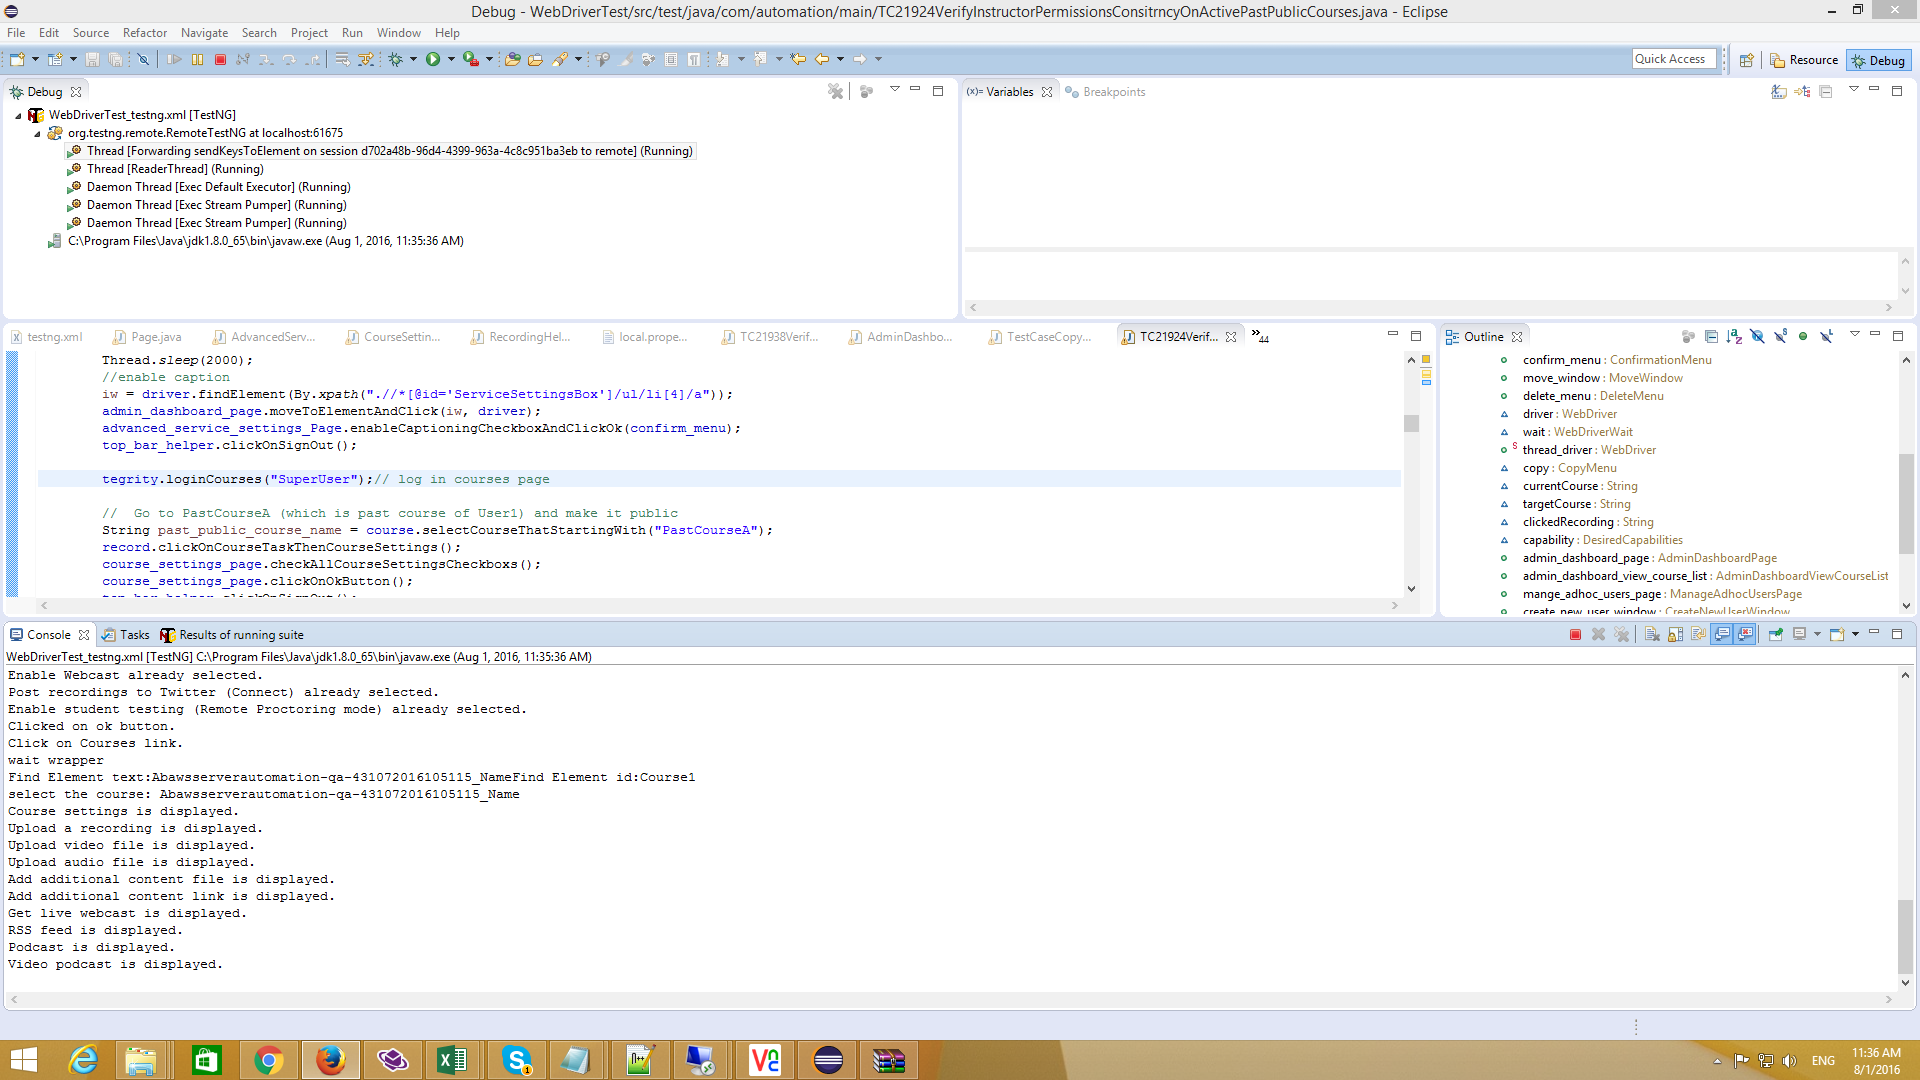 Debug - WebDriverTest/src/test/java/com/automation/main/TC21924VerifyInstructorPermissionsConsitrncyOnActivePastPublicCourses.java - Eclipse
File Edit Source Refactor Navigate Search Project Run Window Help
Quick Access
Resource
Debug
Debug
WebDriverTest_testng.xml [TestNG]
org.testng.remote.RemoteTestNG at localhost:61675
Thread [Forwarding sendKeysToElement on session d702a48b-96d4-4399-963a-4c8c951ba3eb to remote] (Running)
Thread [ReaderThread] (Running)
Daemon Thread [Exec Default Executor] (Running)
Daemon Thread [Exec Stream Pumper] (Running)
Daemon Thread [Exec Stream Pumper] (Running)
C:\Program Files\Java\jdk1.8.0_65\bin\javaw.exe (Aug 1, 2016, 11:35:36 AM)
(x)= Variables
Breakpoints
testng.xml Page.java AdvancedServ... CourseSettin... RecordingHel... local.prope... TC21938Verif... AdminDashbo... TestCaseCopy... TC21924Verif... »44
Thread.sleep(2000);
//enable caption
iw = driver.findElement(By.xpath(".//*[@id='ServiceSettingsBox']/ul/li[4]/a"));
admin_dashboard_page.moveToElementAndClick(iw, driver);
advanced_service_settings_Page.enableCaptioningCheckboxAndClickOk(confirm_menu);
top_bar_helper.clickOnSignOut();
tegrity.loginCourses("SuperUser");// log in courses page
//  Go to PastCourseA (which is past course of User1) and make it public
String past_public_course_name = course.selectCourseThatStartingWith("PastCourseA");
record.clickOnCourseTaskThenCourseSettings();
course_settings_page.checkAllCourseSettingsCheckboxs();
course_settings_page.clickOnOkButton();
top_bar_helper.clickOnSignOut();
Outline
confirm_menu : ConfirmationMenu
move_window : MoveWindow
delete_menu : DeleteMenu
driver : WebDriver
wait : WebDriverWait
thread_driver : WebDriver
copy : CopyMenu
currentCourse : String
targetCourse : String
clickedRecording : String
capability : DesiredCapabilities
admin_dashboard_page : AdminDashboardPage
admin_dashboard_view_course_list : AdminDashboardViewCourseList
mange_adhoc_users_page : ManageAdhocUsersPage
create_new_user_window : CreateNewUserWindow
Console Tasks Results of running suite
WebDriverTest_testng.xml [TestNG] C:\Program Files\Java\jdk1.8.0_65\bin\javaw.exe (Aug 1, 2016, 11:35:36 AM)
Enable Webcast already selected.
Post recordings to Twitter (Connect) already selected.
Enable student testing (Remote Proctoring mode) already selected.
Clicked on ok button.
Click on Courses link.
wait wrapper
Find Element text:Abawsserverautomation-qa-431072016105115_NameFind Element id:Course1
select the course: Abawsserverautomation-qa-431072016105115_Name
Course settings is displayed.
Upload a recording is displayed.
Upload video file is displayed.
Upload audio file is displayed.
Add additional content file is displayed.
Add additional content link is displayed.
Get live webcast is displayed.
RSS feed is displayed.
Podcast is displayed.
Video podcast is displayed.
ENG
11:36 AM
8/1/2016